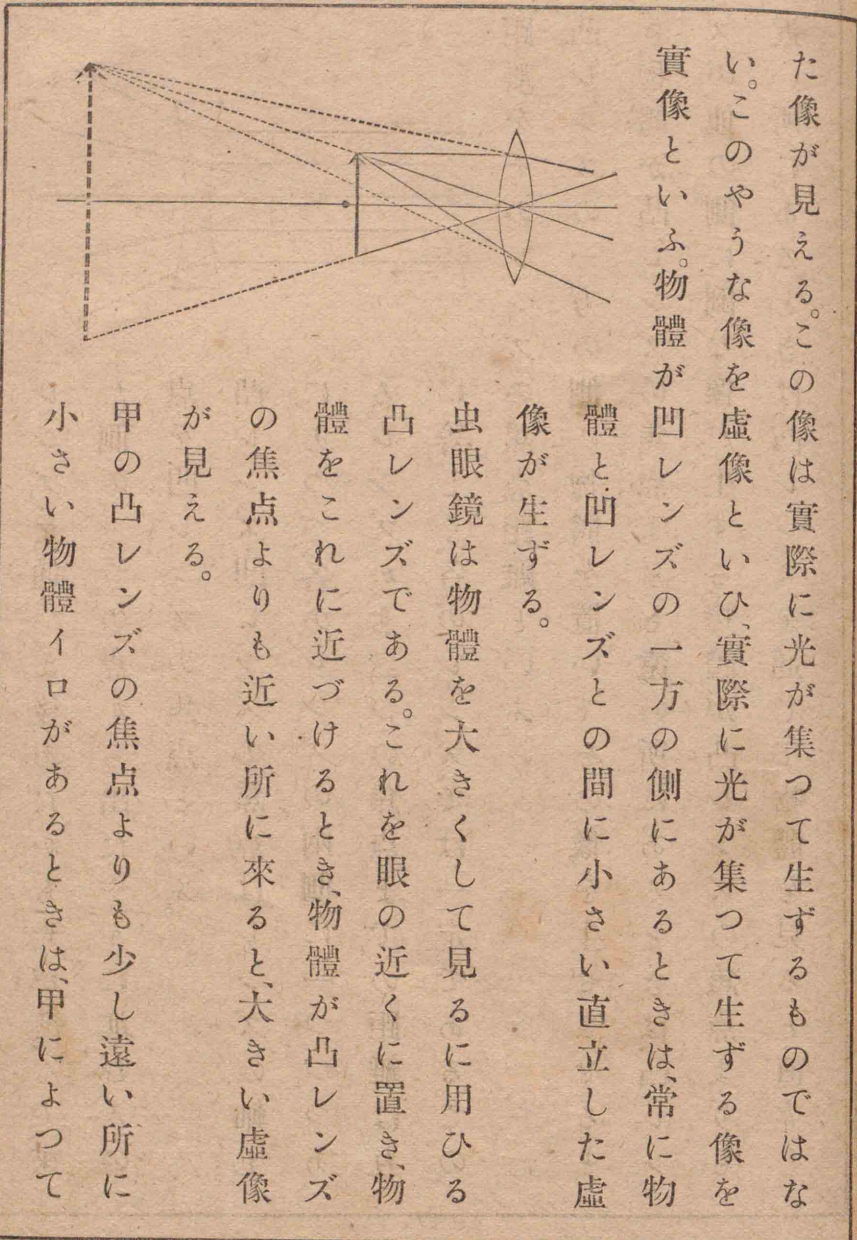 た像が見える。この像は實際に光が集つて生ずるものではな
い。このやうな像を虛像といひ、實際に光が集つて生ずる像を
實像といふ。物體が凹レンズの一方の側にあるときは、常に物
體と凹レンズとの間に小さい直立した虛
像が生ずる。
虫眼鏡は物體を大きくして見るに用ひる
凸レンズである。これを眼の近くに置き、物
體をこれに近づけるとき、物體が凸レンズ
の焦点よりも近い所に來ると、大きい虛像
が見える。
甲の凸レンズの焦点よりも少し遠い所に
小さい物體イロがあるときは、甲によつて